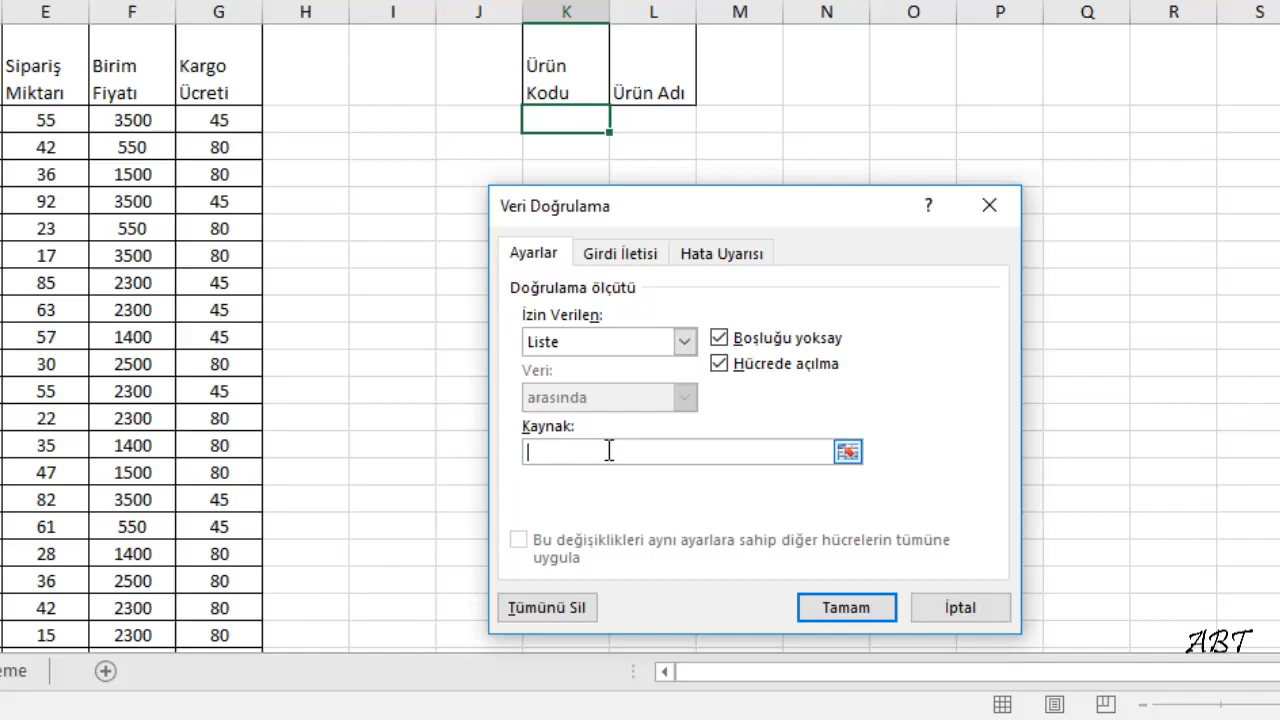 E F G H I J K L M N O P Q R S
Sipariş Birim Kargo Ürün
Miktarı Fiyatı Ücreti Kodu Ürün Adı
55 3500 45
42 550 80
36 1500 80
92 3500 45
23 550 80
17 3500 80
85 2300 45
63 2300 45
57 1400 45
30 2500 80
55 2300 45
22 2300 80
35 1400 80
47 1500 80
82 3500 45
61 550 45
28 1400 80
36 2500 80
42 2300 80
15 2300 80
Veri Doğrulama ?
Ayarlar Girdi İletisi Hata Uyarısı
Doğrulama ölçütü
İzin Verilen:
Liste
Boşluğu yoksay
Hücrede açılma
Veri:
arasında
Kaynak:
Bu değişiklikleri aynı ayarlara sahip diğer hücrelerin tümüne
uygula
Tümünü Sil Tamam İptal
ABT
eme